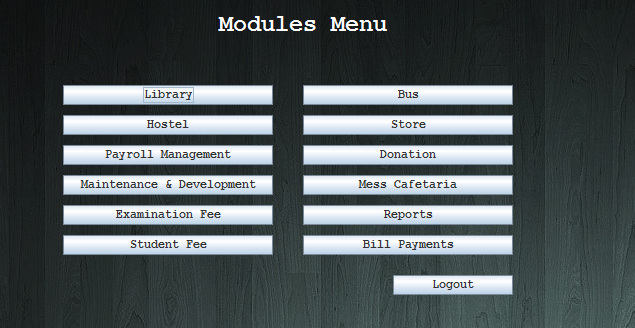 Modules Menu
Library
Bus
Hostel
Store
Payroll Management
Donation
Maintenance & Development
Mess Cafetaria
Examination Fee
Reports
Student Fee
Bill Payments
Logout